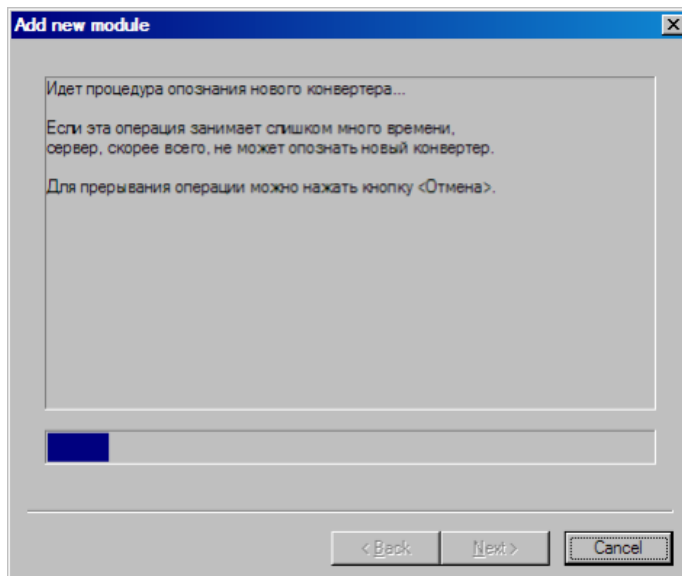 Add new module
Идет процедура опознания нового конвертера...
Если эта операция занимает слишком много времени,
сервер, скорее всего, не может опознать новый конвертер.
Для прерывания операции можно нажать кнопку <Отмена>.
< Back
Next >
Cancel